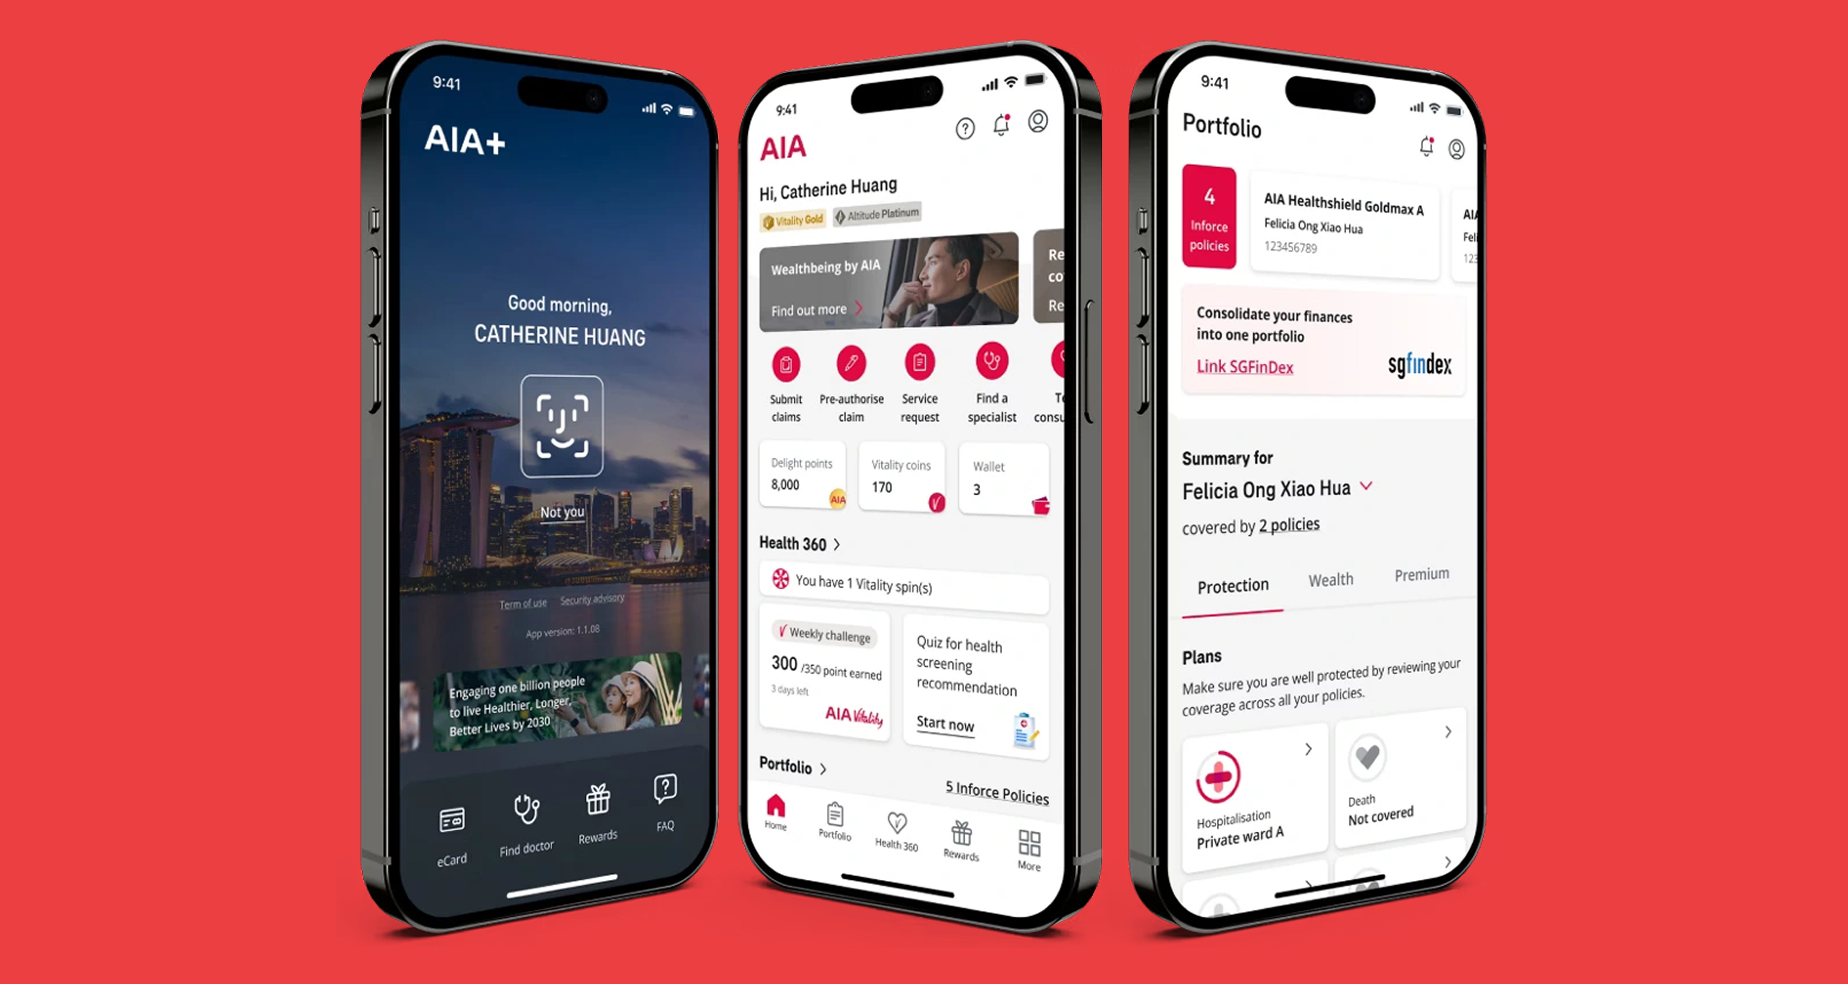 9:41
AIA+
Good morning,
CATHERINE HUANG
Not you
Term of use
Security advisory
App version: 1.1.08
Engaging one billion people
to live Healthier, Longer,
Better Lives by 2030
eCard
Find doctor
Rewards
FAQ
9:41
AIA
Hi, Catherine Huang
Vitality Gold
Altitude Platinum
Wealthbeing by AIA
Find out more
Re
co
Re
Submit
claims
Pre-authorise
claim
Service
request
Find a
specialist
consu
Delight points
8,000
AIA
Vitality coins
170
Wallet
3
Health 360
You have 1 Vitality spin(s)
Weekly challenge
300 /350 point earned
3 days left
AIA Vitality
Quiz for health
screening
recommendation
Start now
Portfolio
5 Inforce Policies
Home
Portfolio
Health 360
Rewards
More
9:41
Portfolio
4
Inforce
policies
AIA Healthshield Goldmax A
Felicia Ong Xiao Hua
123456789
AIA
Feli
123
Consolidate your finances
into one portfolio
Link SGFinDex
sgfindex
Summary for
Felicia Ong Xiao Hua
covered by 2 policies
Protection
Wealth
Premium
Plans
Make sure you are well protected by reviewing your
coverage across all your policies.
Hospitalisation
Private ward A
Death
Not covered